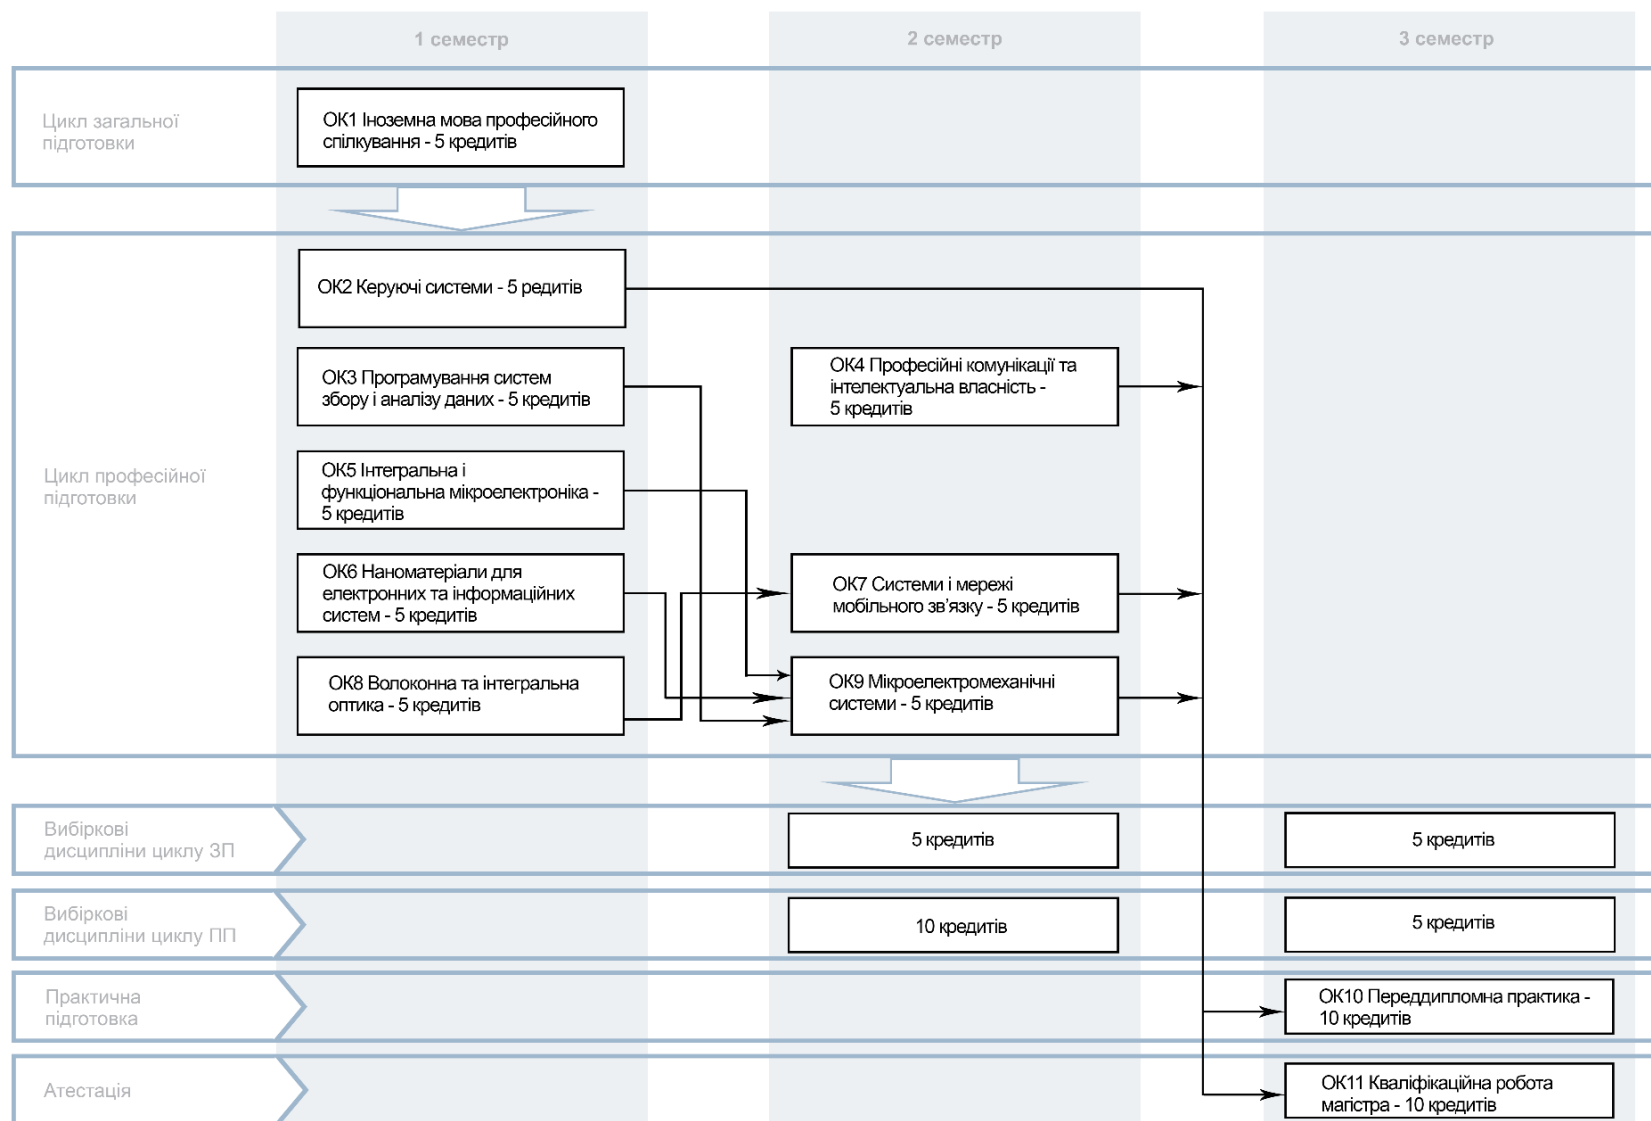 1 семестр
2 семестр
3 семестр
Цикл загальної
підготовки
ОК1 Іноземна мова професійного
спілкування - 5 кредитів
Цикл професійної
підготовки
ОК2 Керуючі системи - 5 редитів
ОК3 Програмування систем
збору і аналізу даних - 5 кредитів
ОК4 Професійні комунікації та
інтелектуальна власність -
5 кредитів
ОК5 Інтегральна і
функціональна мікроелектроніка -
5 кредитів
ОК6 Наноматеріали для
електронних та інформаційних
систем - 5 кредитів
ОК7 Системи і мережі
мобільного зв’язку - 5 кредитів
ОК8 Волоконна та інтегральна
оптика - 5 кредитів
ОК9 Мікроелектромеханічні
системи - 5 кредитів
Вибіркові
дисципліни циклу ЗП
5 кредитів
5 кредитів
Вибіркові
дисципліни циклу ПП
10 кредитів
5 кредитів
Практична
підготовка
ОК10 Переддипломна практика -
10 кредитів
Атестація
ОК11 Кваліфікаційна робота
магістра - 10 кредитів